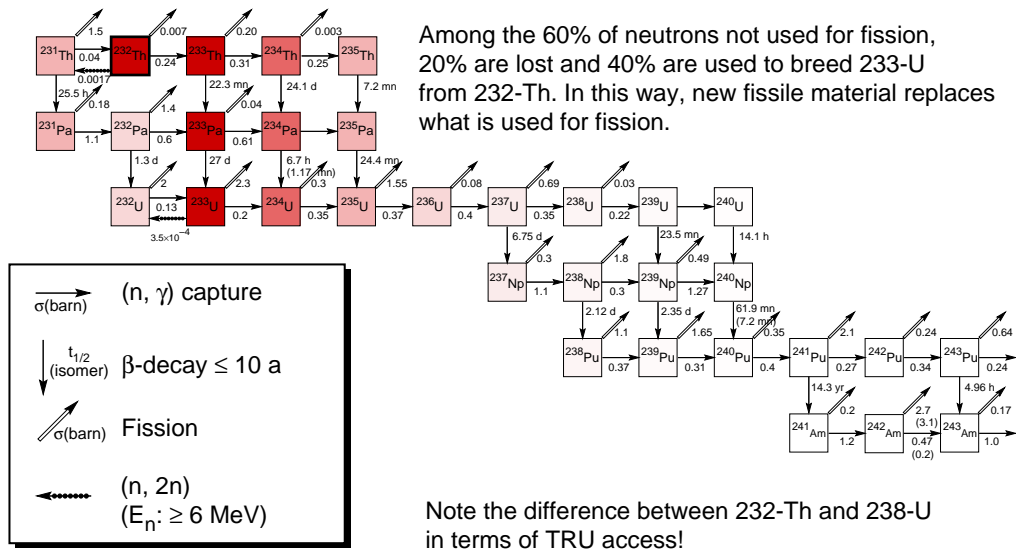 1.5 0.007 0.20 0.003
²³¹Th ²³²Th ²³³Th ²³⁴Th ²³⁵Th
0.04 0.24 0.31 0.25
0.0017
25.5 h 22.3 mn 24.1 d 7.2 mn
0.18 1.4 0.04
²³¹Pa ²³²Pa ²³³Pa ²³⁴Pa ²³⁵Pa
1.1 0.6 0.61
1.3 d 27 d 6.7 h 24.4 mn
(1.17 mn)
2 2.3 0.3 1.55 0.08 0.69 0.03
²³²U ²³³U ²³⁴U ²³⁵U ²³⁶U ²³⁷U ²³⁸U ²³⁹U ²⁴⁰U
0.13 0.2 0.35 0.37 0.4 0.35 0.22
3.5×10⁻⁴
6.75 d 23.5 mn 14.1 h
0.3 1.8 0.49
²³⁷Np ²³⁸Np ²³⁹Np ²⁴⁰Np
1.1 0.3 1.27
2.12 d 2.35 d 61.9 mn
(7.2 mn)
1.1 1.65 0.35 2.1 0.24 0.64
²³⁸Pu ²³⁹Pu ²⁴⁰Pu ²⁴¹Pu ²⁴²Pu ²⁴³Pu
0.37 0.31 0.4 0.27 0.34 0.24
14.3 yr 4.96 h
0.2 2.7 0.17
(3.1)
²⁴¹Am ²⁴²Am ²⁴³Am
1.2 0.47 1.0
(0.2)
Among the 60% of neutrons not used for fission,
20% are lost and 40% are used to breed 233-U
from 232-Th. In this way, new fissile material replaces
what is used for fission.
σ(barn) (n, γ) capture
t₁/₂
(isomer) β-decay ≤ 10 a
σ(barn) Fission
(n, 2n)
(Eₙ: ≥ 6 MeV)
Note the difference between 232-Th and 238-U
in terms of TRU access!